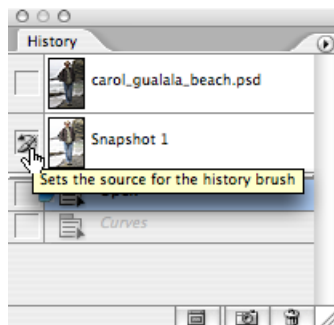 History
carol_gualala_beach.psd
Snapshot 1
Sets the source for the history brush
Curves